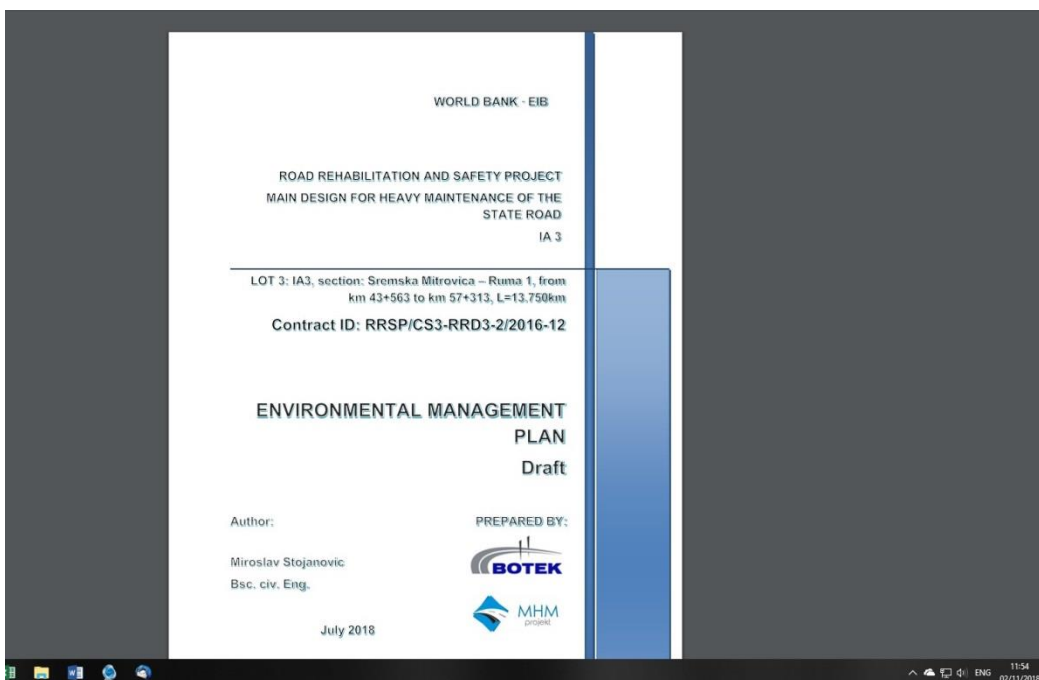 WORLD BANK - EIB
ROAD REHABILITATION AND SAFETY PROJECT
MAIN DESIGN FOR HEAVY MAINTENANCE OF THE
STATE ROAD
IA 3
LOT 3: IA3, section: Sremska Mitrovica – Ruma 1, from
km 43+563 to km 57+313, L=13.750km
Contract ID: RRSP/CS3-RRD3-2/2016-12
ENVIRONMENTAL MANAGEMENT
PLAN
Draft
Author:
PREPARED BY:
Miroslav Stojanovic
Bsc. civ. Eng.
BOTEK
MHM
projekt
July 2018
ENG
11:54
02/11/2018